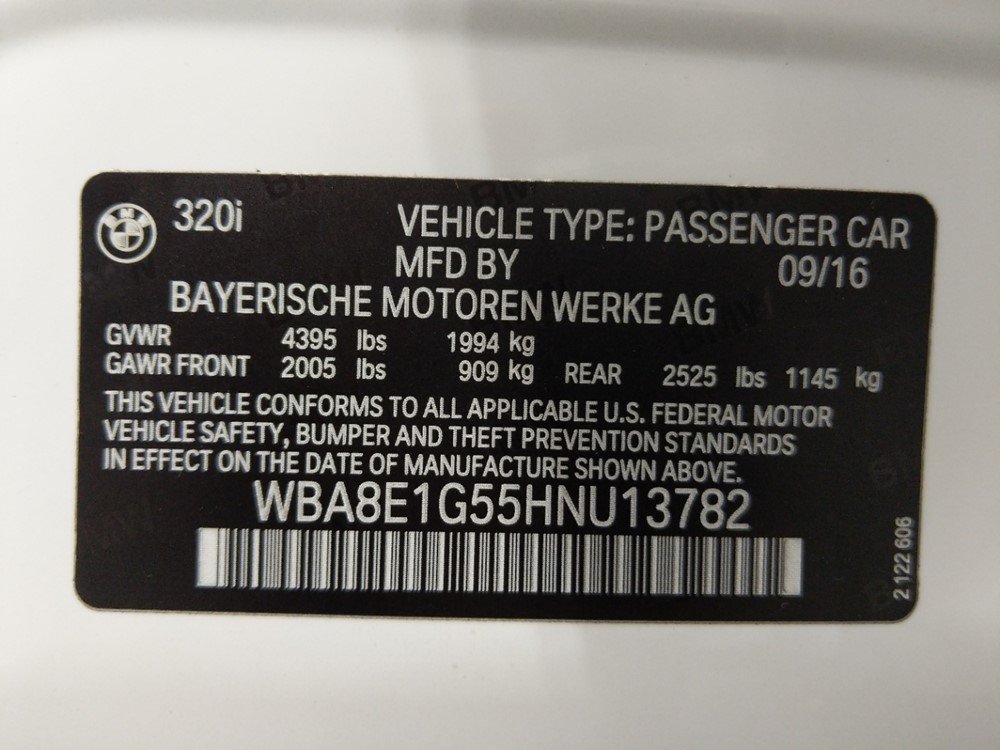 BMW
320i
VEHICLE TYPE: PASSENGER CAR
MFD BY 09/16
BAYERISCHE MOTOREN WERKE AG
GVWR 4395 lbs 1994 kg
GAWR FRONT 2005 lbs 909 kg REAR 2525 lbs 1145 kg
THIS VEHICLE CONFORMS TO ALL APPLICABLE U.S. FEDERAL MOTOR
VEHICLE SAFETY, BUMPER AND THEFT PREVENTION STANDARDS
IN EFFECT ON THE DATE OF MANUFACTURE SHOWN ABOVE.
WBA8E1G55HNU13782
2 122 606